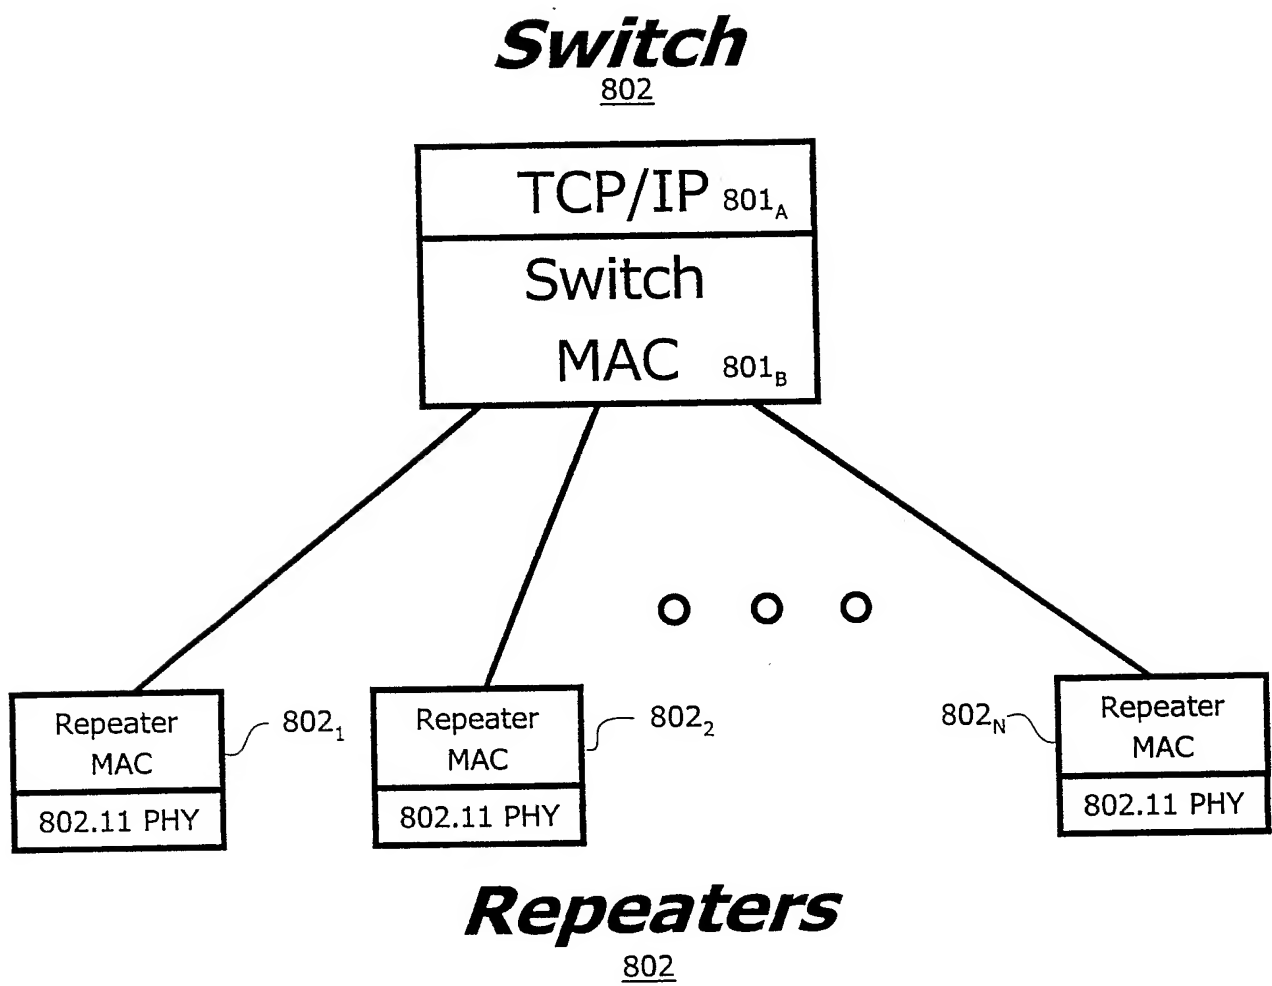 Switch
802
TCP/IP 801A
Switch
MAC 801B
Repeater
MAC
802.11 PHY
8021
Repeater
MAC
802.11 PHY
8022
802N
Repeater
MAC
802.11 PHY
Repeaters
802